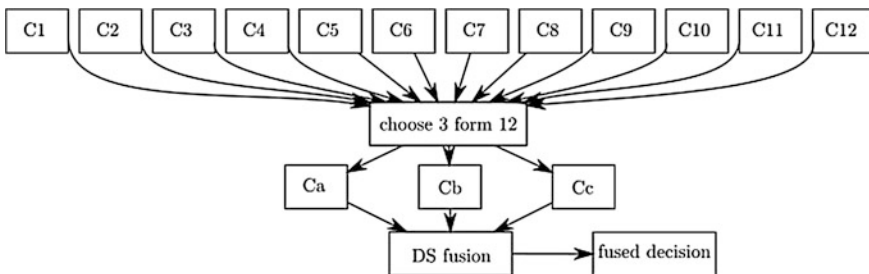 C1 C2 C3 C4 C5 C6 C7 C8 C9 C10 C11 C12
choose 3 form 12
Ca Cb Cc
DS fusion fused decision